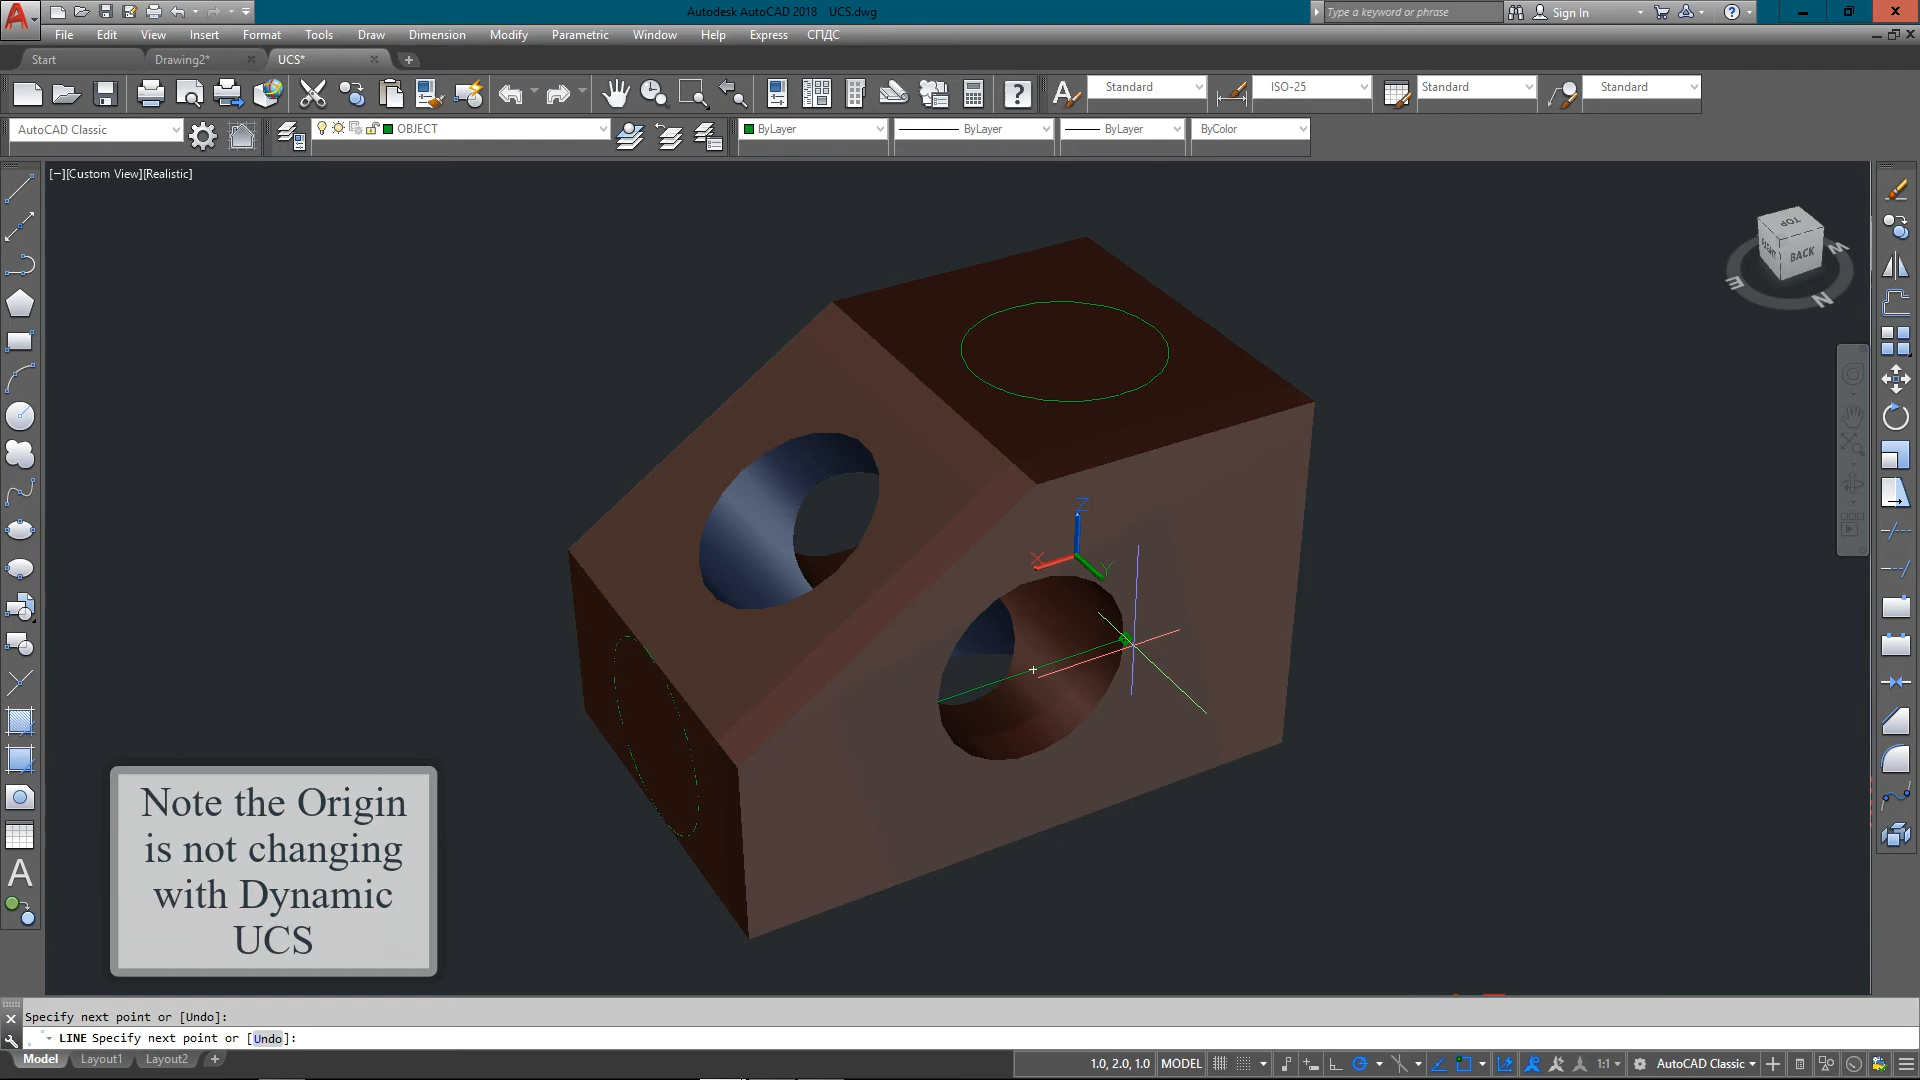 Autodesk AutoCAD 2018 UCS.dwg
Type a keyword or phrase
Sign In
File Edit View Insert Format Tools Draw Dimension Modify Parametric Window Help Express СПДС
Start Drawing2* UCS*
Standard ISO-25 Standard Standard
AutoCAD Classic OBJECT ByLayer ByLayer ByLayer ByColor
[−][Custom View][Realistic]
TOP
RIGHT BACK
W
E
N
Z
X
Y
Note the Origin
is not changing
with Dynamic
UCS
Specify next point or [Undo]:
LINE Specify next point or [Undo]:
Model Layout1 Layout2 +
1.0, 2.0, 1.0 MODEL 1:1 AutoCAD Classic